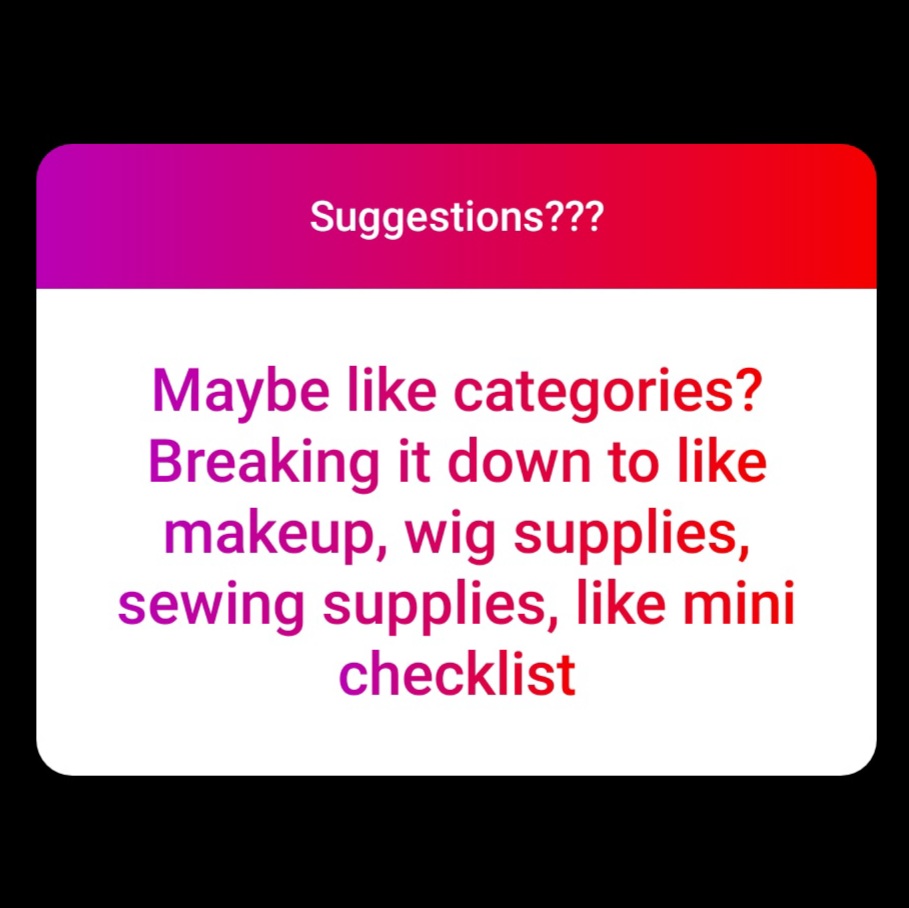 Suggestions???
Maybe like categories?
Breaking it down to like
makeup, wig supplies,
sewing supplies, like mini
checklist